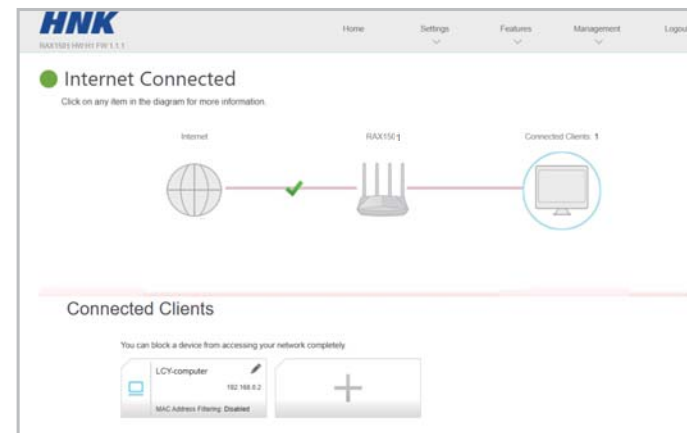 HNK
Home Settings Features Management Logout
Internet Connected
Click on any item in the diagram for more information.
Internet
Connected Clients: 1
Connected Clients
You can block a device from accessing your network completely
LCY-computer
192.168.0.2
MAC Address Filtering: Disabled